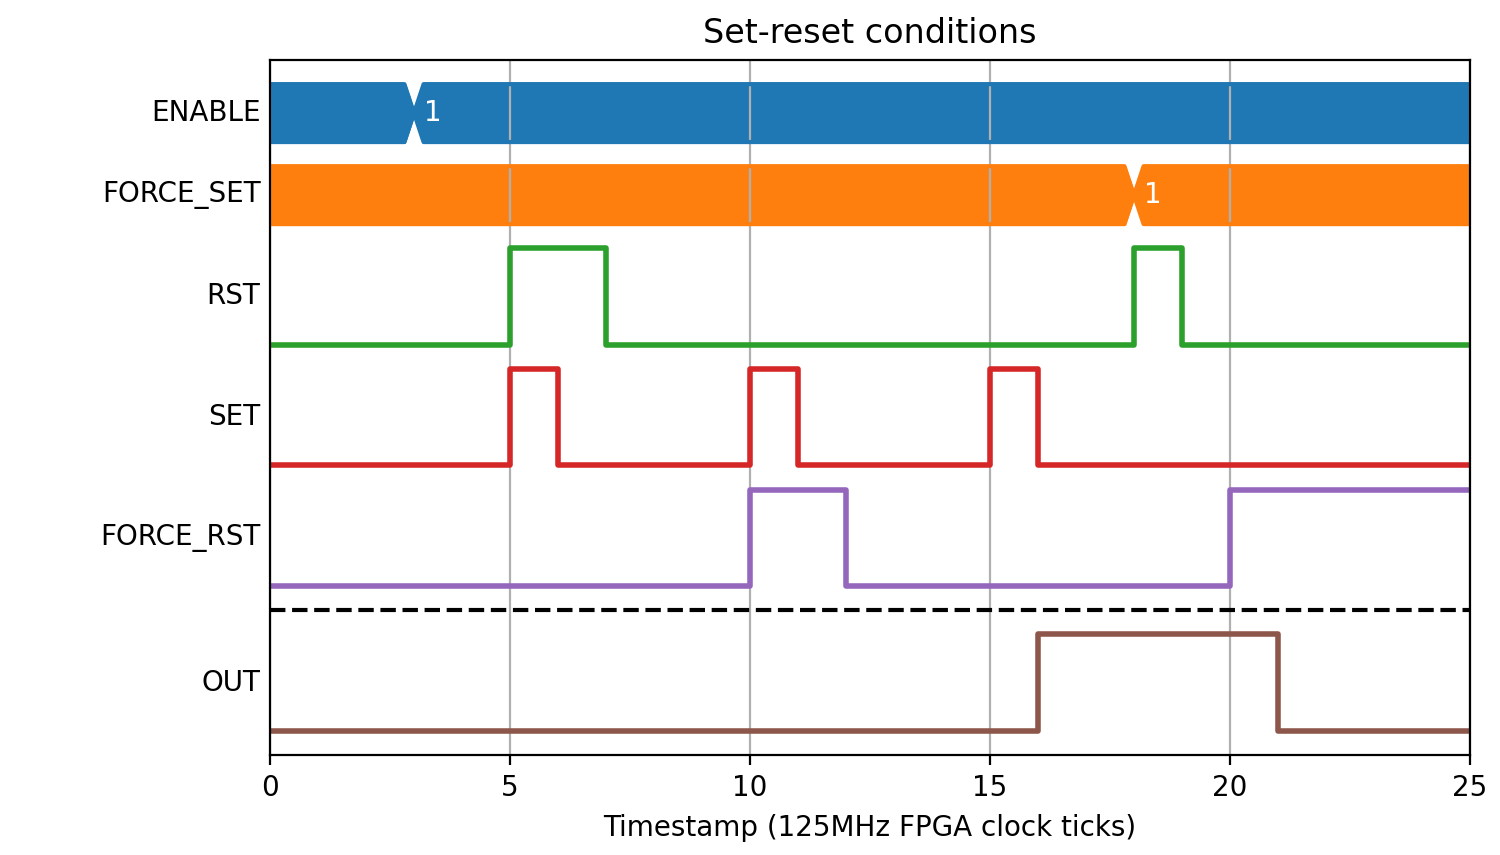 Set-reset conditions
ENABLE
1
FORCE_SET
1
RST
SET
FORCE_RST
OUT
0 5 10 15 20 25
Timestamp (125MHz FPGA clock ticks)